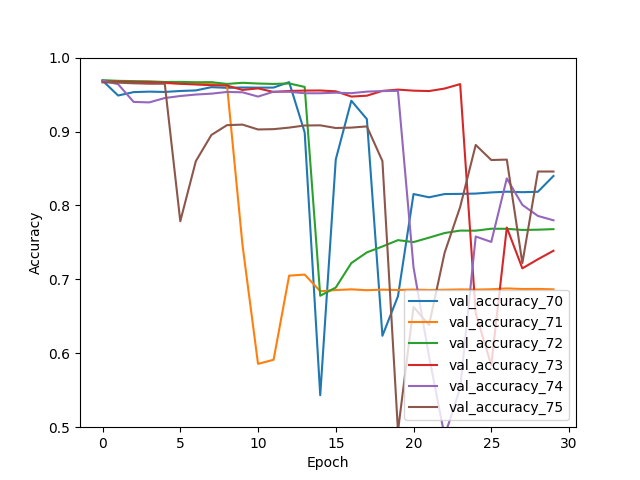 1.0
0.9
0.8
0.7
0.6
0.5
Accuracy
0
5
10
15
20
25
30
Epoch
val_accuracy_70
val_accuracy_71
val_accuracy_72
val_accuracy_73
val_accuracy_74
val_accuracy_75